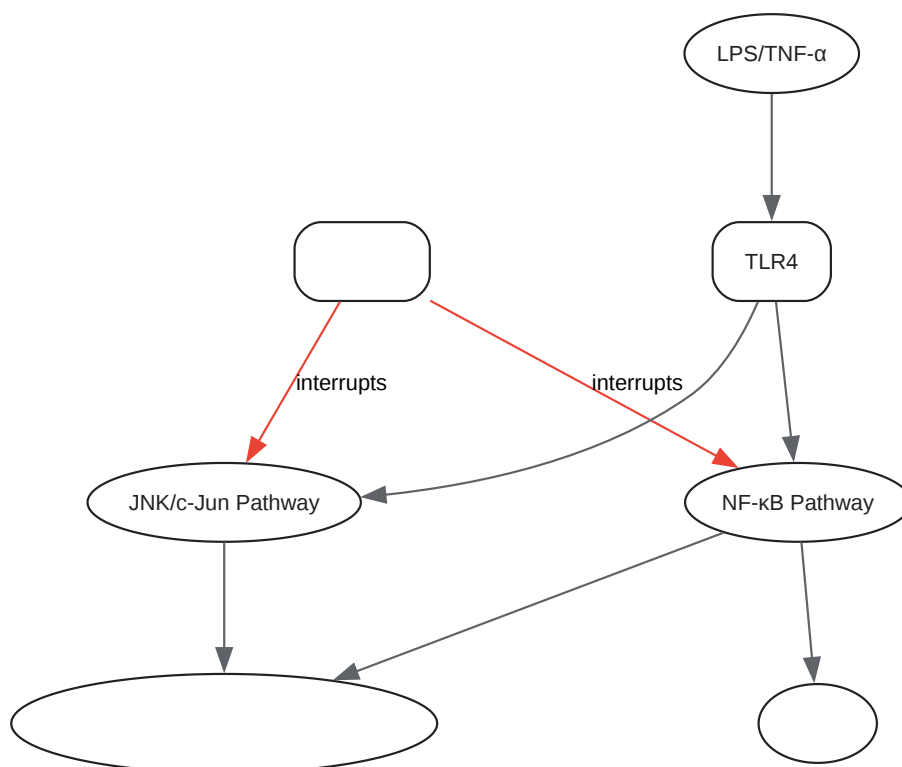 LPS/TNF-α
TLR4
interrupts
interrupts
JNK/c-Jun Pathway
NF-κB Pathway